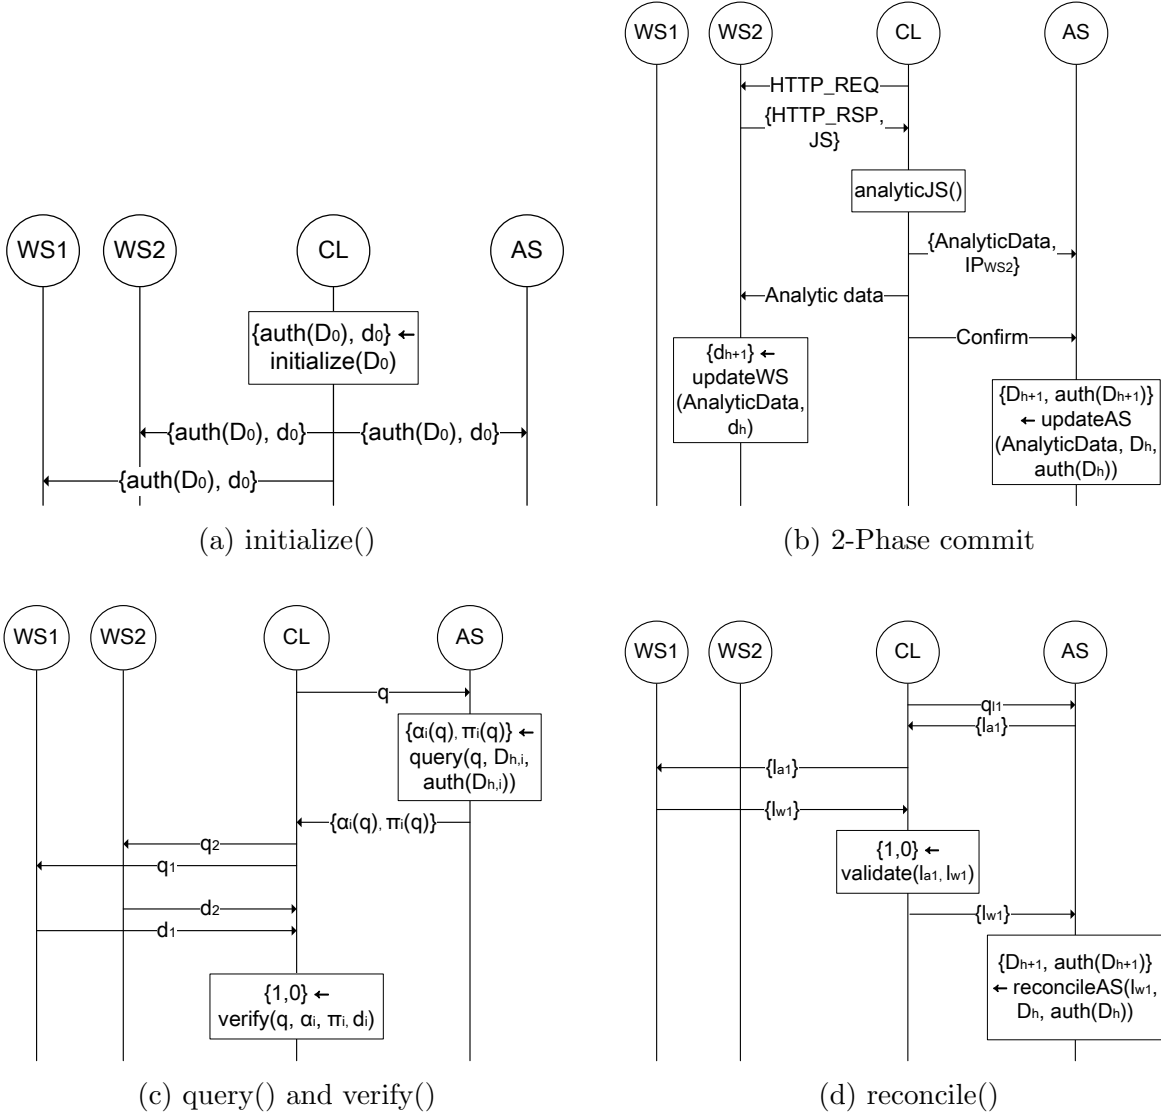 WS1
WS2
CL
AS
{auth(D₀), d₀} ←
initialize(D₀)
{auth(D₀), d₀}
{auth(D₀), d₀}
{auth(D₀), d₀}
(a) initialize()
WS1
WS2
CL
AS
HTTP_REQ
{HTTP_RSP,
JS}
analyticJS()
{AnalyticData,
IP_WS2}
Analytic data
Confirm
{dₕ₊₁} ←
updateWS
(AnalyticData,
dₕ)
{Dₕ₊₁, auth(Dₕ₊₁)}
← updateAS
(AnalyticData, Dₕ,
auth(Dₕ))
(b) 2-Phase commit
WS1
WS2
CL
AS
q
{αᵢ(q), πᵢ(q)} ←
query(q, Dₕ,ᵢ,
auth(Dₕ,ᵢ))
{αᵢ(q), πᵢ(q)}
q₂
q₁
d₂
d₁
{1,0} ←
verify(q, αᵢ, πᵢ, dᵢ)
(c) query() and verify()
WS1
WS2
CL
AS
qₗ₁
{lₐ₁}
{lₐ₁}
{l_w1}
{1,0} ←
validate(lₐ₁, l_w1)
{l_w1}
{Dₕ₊₁, auth(Dₕ₊₁)}
← reconcileAS(l_w1,
Dₕ, auth(Dₕ))
(d) reconcile()